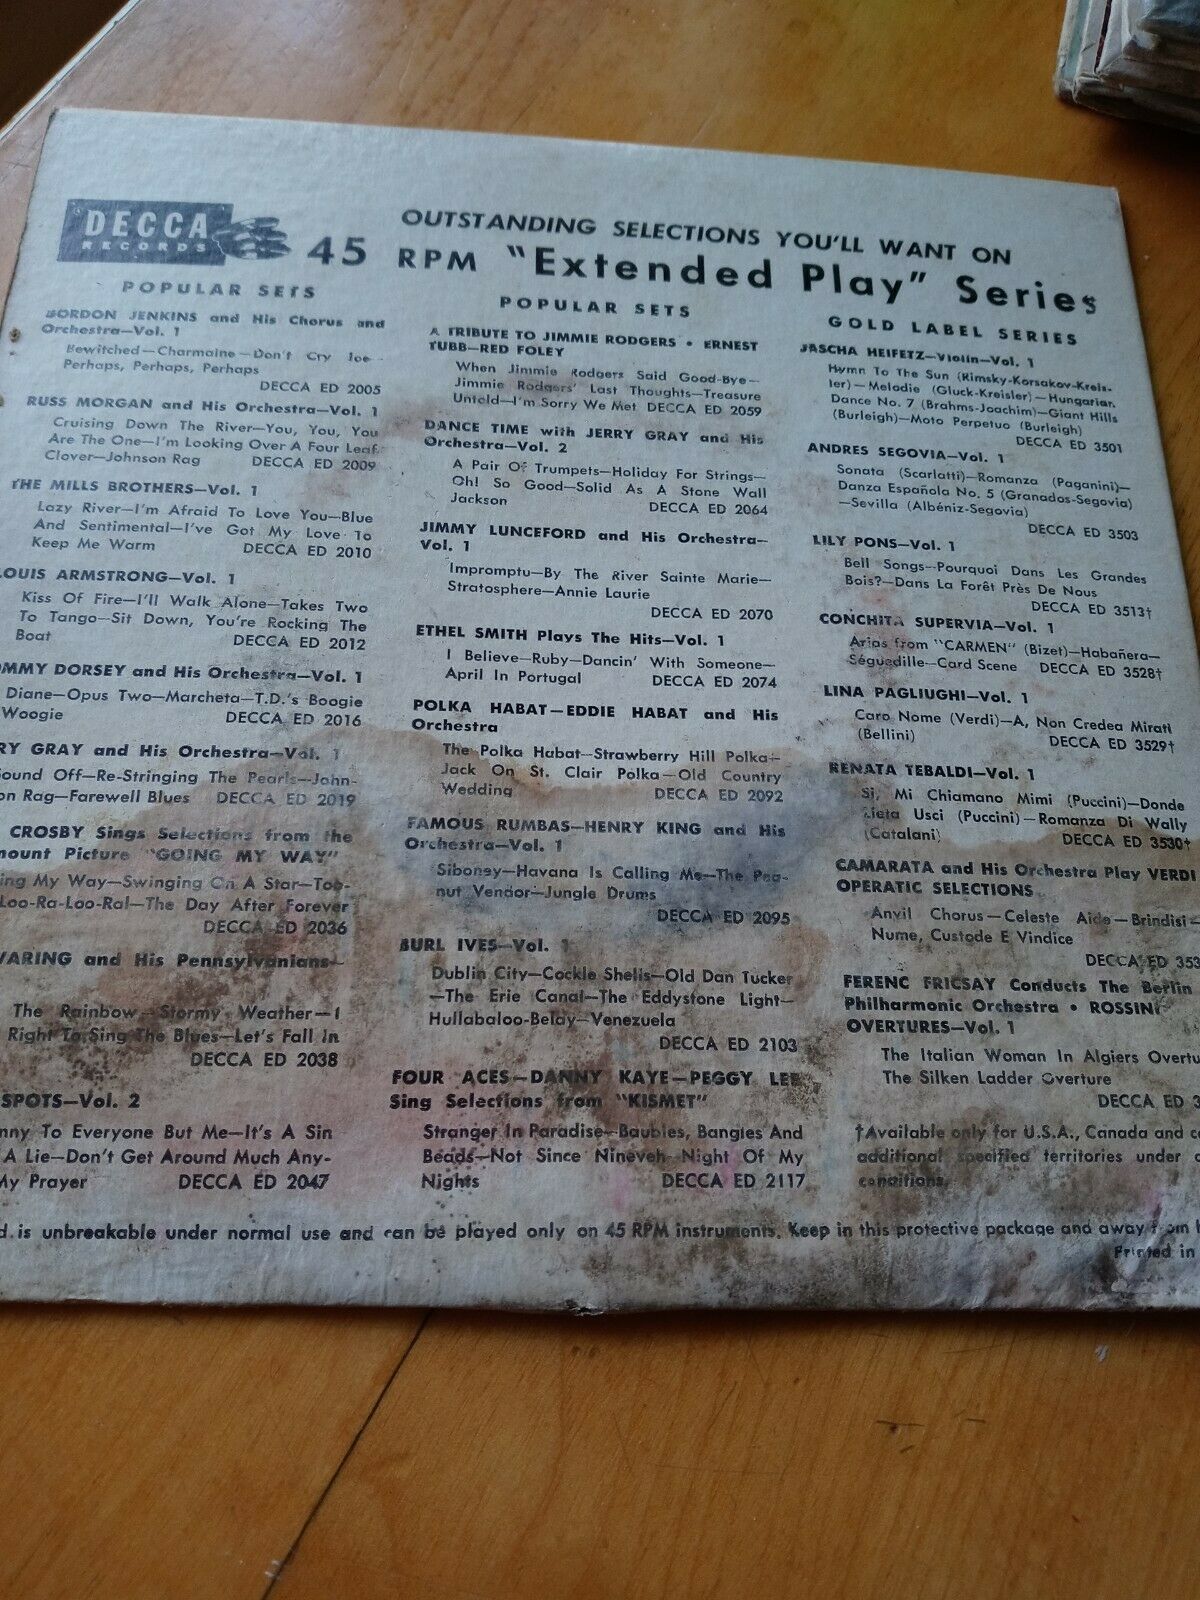 DECCA
RECORDS
OUTSTANDING SELECTIONS YOU'LL WANT ON
45 RPM "Extended Play" Series
POPULAR SETS
GORDON JENKINS and His Chorus and
Orchestra—Vol. 1
Bewitched—Charmaine—Don't Cry Joe—
Perhaps, Perhaps, Perhaps
DECCA ED 2005
RUSS MORGAN and His Orchestra—Vol. 1
Cruising Down The River—You, You, You
Are The One—I'm Looking Over A Four Leaf
Clover—Johnson Rag DECCA ED 2009
THE MILLS BROTHERS—Vol. 1
Lazy River—I'm Afraid To Love You—Blue
And Sentimental—I've Got My Love To
Keep Me Warm DECCA ED 2010
LOUIS ARMSTRONG—Vol. 1
Kiss Of Fire—I'll Walk Alone—Takes Two
To Tango—Sit Down, You're Rocking The
Boat DECCA ED 2012
OMMY DORSEY and His Orchestra—Vol. 1
Diane—Opus Two—Marcheta—T.D.'s Boogie
Woogie DECCA ED 2016
RY GRAY and His Orchestra—Vol. 1
ound Off—Re-Stringing The Pearls—John-
on Rag—Farewell Blues DECCA ED 2019
CROSBY Sings Selections from the
mount Picture "GOING MY WAY"
ing My Way—Swinging On A Star—Too-
Loo-Ra-Loo-Ral—The Day After Forever
DECCA ED 2036
WARING and His Pennsylvanians—
The Rainbow—Stormy Weather—I
Right To Sing The Blues—Let's Fall In
DECCA ED 2038
SPOTS—Vol. 2
nny To Everyone But Me—It's A Sin
A Lie—Don't Get Around Much Any-
My Prayer DECCA ED 2047
POPULAR SETS
A TRIBUTE TO JIMMIE RODGERS • ERNEST
TUBB—RED FOLEY
When Jimmie Rodgers Said Good-Bye—
Jimmie Rodgers' Last Thoughts—Treasure
Untold—I'm Sorry We Met DECCA ED 2059
DANCE TIME with JERRY GRAY and His
Orchestra—Vol. 2
A Pair Of Trumpets—Holiday For Strings—
Oh! So Good—Solid As A Stone Wall
Jackson DECCA ED 2064
JIMMY LUNCEFORD and His Orchestra—
Vol. 1
Impromptu—By The River Sainte Marie—
Stratosphere—Annie Laurie
DECCA ED 2070
ETHEL SMITH Plays The Hits—Vol. 1
I Believe—Ruby—Dancin' With Someone—
April In Portugal DECCA ED 2074
POLKA HABAT—EDDIE HABAT and His
Orchestra
The Polka Habat—Strawberry Hill Polka—
Jack On St. Clair Polka—Old Country
Wedding DECCA ED 2092
FAMOUS RUMBAS—HENRY KING and His
Orchestra—Vol. 1
Siboney—Havana Is Calling Me—The Pea-
nut Vendor—Jungle Drums
DECCA ED 2095
BURL IVES—Vol. 1
Dublin City—Cockle Shells—Old Dan Tucker
—The Erie Canal—The Eddystone Light—
Hullabaloo-Belay—Venezuela
DECCA ED 2103
FOUR ACES—DANNY KAYE—PEGGY LEE
Sing Selections from "KISMET"
Stranger In Paradise—Baubles, Bangles And
Beads—Not Since Nineveh—Night Of My
Nights DECCA ED 2117
GOLD LABEL SERIES
JASCHA HEIFETZ—Violin—Vol. 1
Hymn To The Sun (Rimsky-Korsakov-Kreis-
ler)—Melodie (Gluck-Kreisler)—Hungarian
Dance No. 7 (Brahms-Joachim)—Giant Hills
(Burleigh)—Moto Perpetuo (Burleigh)
DECCA ED 3501
ANDRES SEGOVIA—Vol. 1
Sonata (Scarlatti)—Romanza (Paganini)—
Danza Española No. 5 (Granados-Segovia)
—Sevilla (Albéniz-Segovia)
DECCA ED 3503
LILY PONS—Vol. 1
Bell Songs—Pourquoi Dans Les Grandes
Bois?—Dans La Forêt Près De Nous
DECCA ED 3513†
CONCHITA SUPERVIA—Vol. 1
Arias from "CARMEN" (Bizet)—Habañera—
Séguedille—Card Scene DECCA ED 3528†
LINA PAGLIUGHI—Vol. 1
Caro Nome (Verdi)—A, Non Credea Mirati
(Bellini) DECCA ED 3529†
RENATA TEBALDI—Vol. 1
Si, Mi Chiamano Mimi (Puccini)—Donde
Lieta Usci (Puccini)—Romanza Di Wally
(Catalani) DECCA ED 3530†
CAMARATA and His Orchestra Play VERDI
OPERATIC SELECTIONS
Anvil Chorus—Celeste Aida—Brindisi—
Nume, Custode E Vindice
DECCA ED 353
FERENC FRICSAY Conducts The Berlin
Philharmonic Orchestra • ROSSINI
OVERTURES—Vol. 1
The Italian Woman In Algiers Overtu
The Silken Ladder Overture
DECCA ED 3
†Available only for U.S.A., Canada and c
additional specified territories under
conditions.
d is unbreakable under normal use and can be played only on 45 RPM instruments. Keep in this protective package and away from h
Printed in